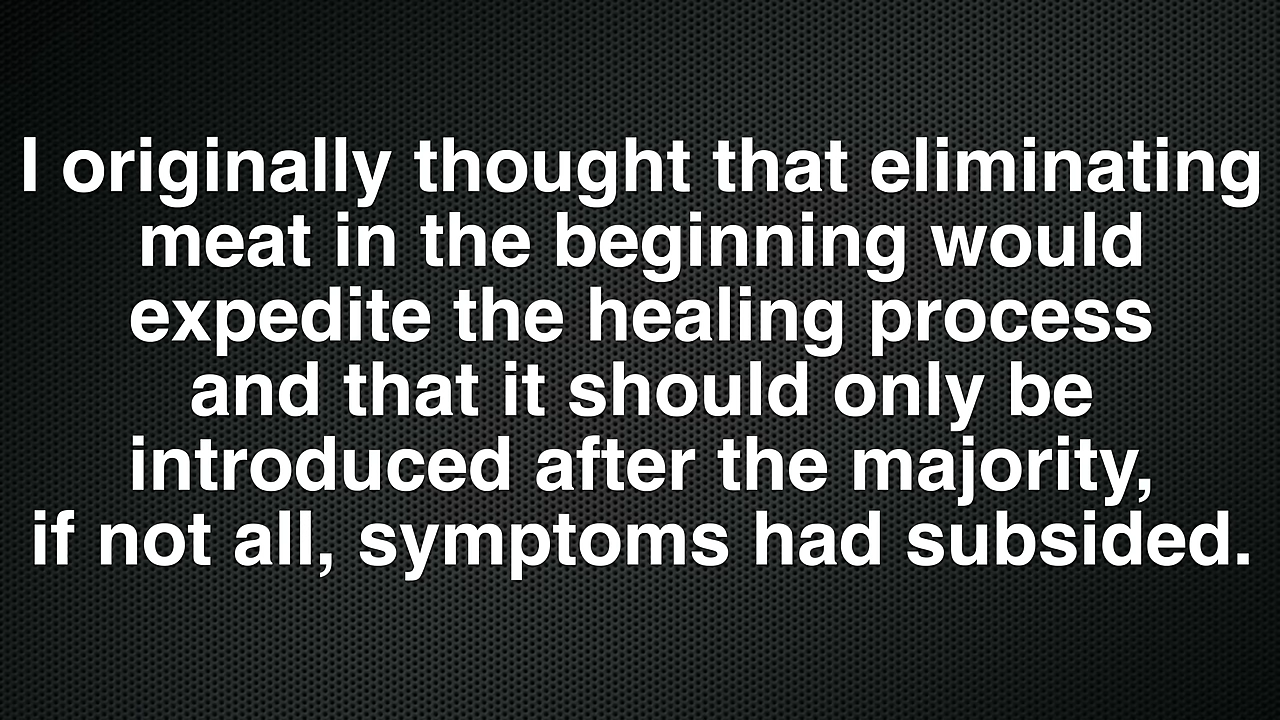 I originally thought that eliminating
meat in the beginning would
expedite the healing process
and that it should only be
introduced after the majority,
if not all, symptoms had subsided.